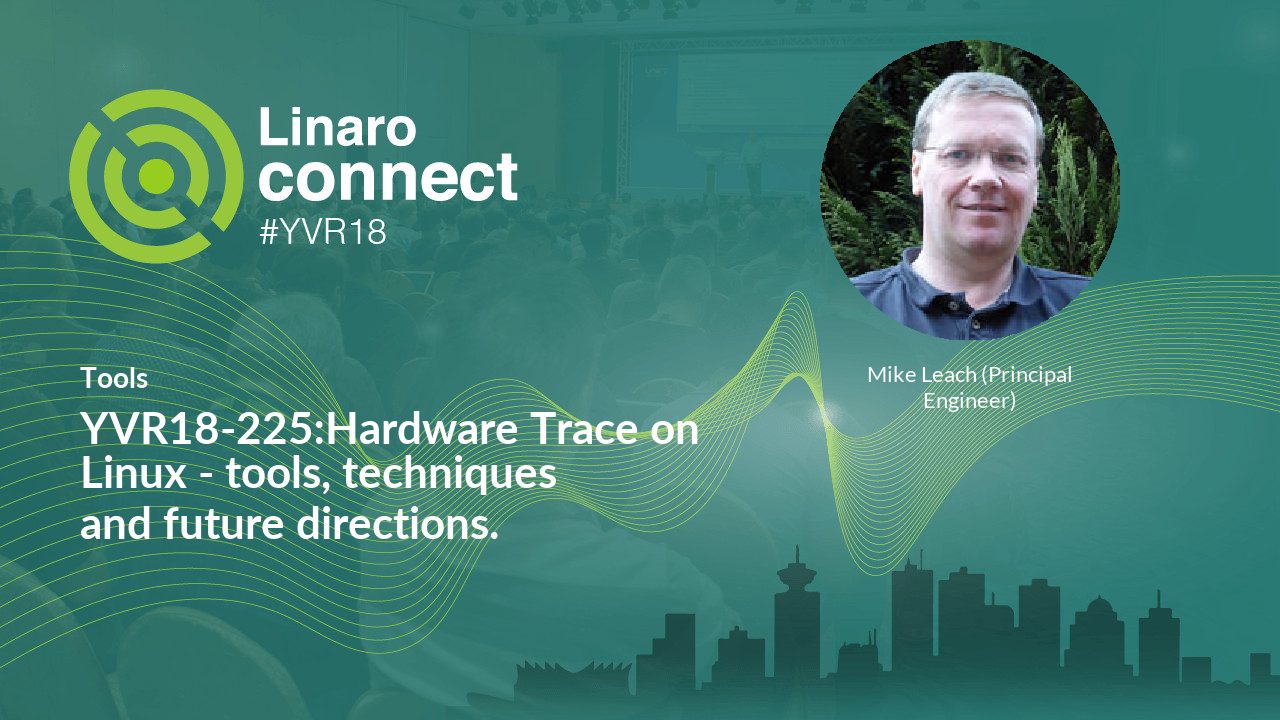 Linaro
connect
#YVR18
Tools
YVR18-225:Hardware Trace on
Linux - tools, techniques
and future directions.
Mike Leach (Principal
Engineer)